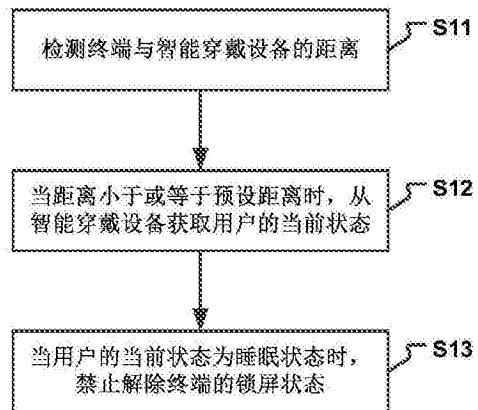 检测终端与智能穿戴设备的距离
S11
当距离小于或等于预设距离时，从
智能穿戴设备获取用户的当前状态
S12
当用户的当前状态为睡眠状态时，
禁止解除终端的锁屏状态
S13